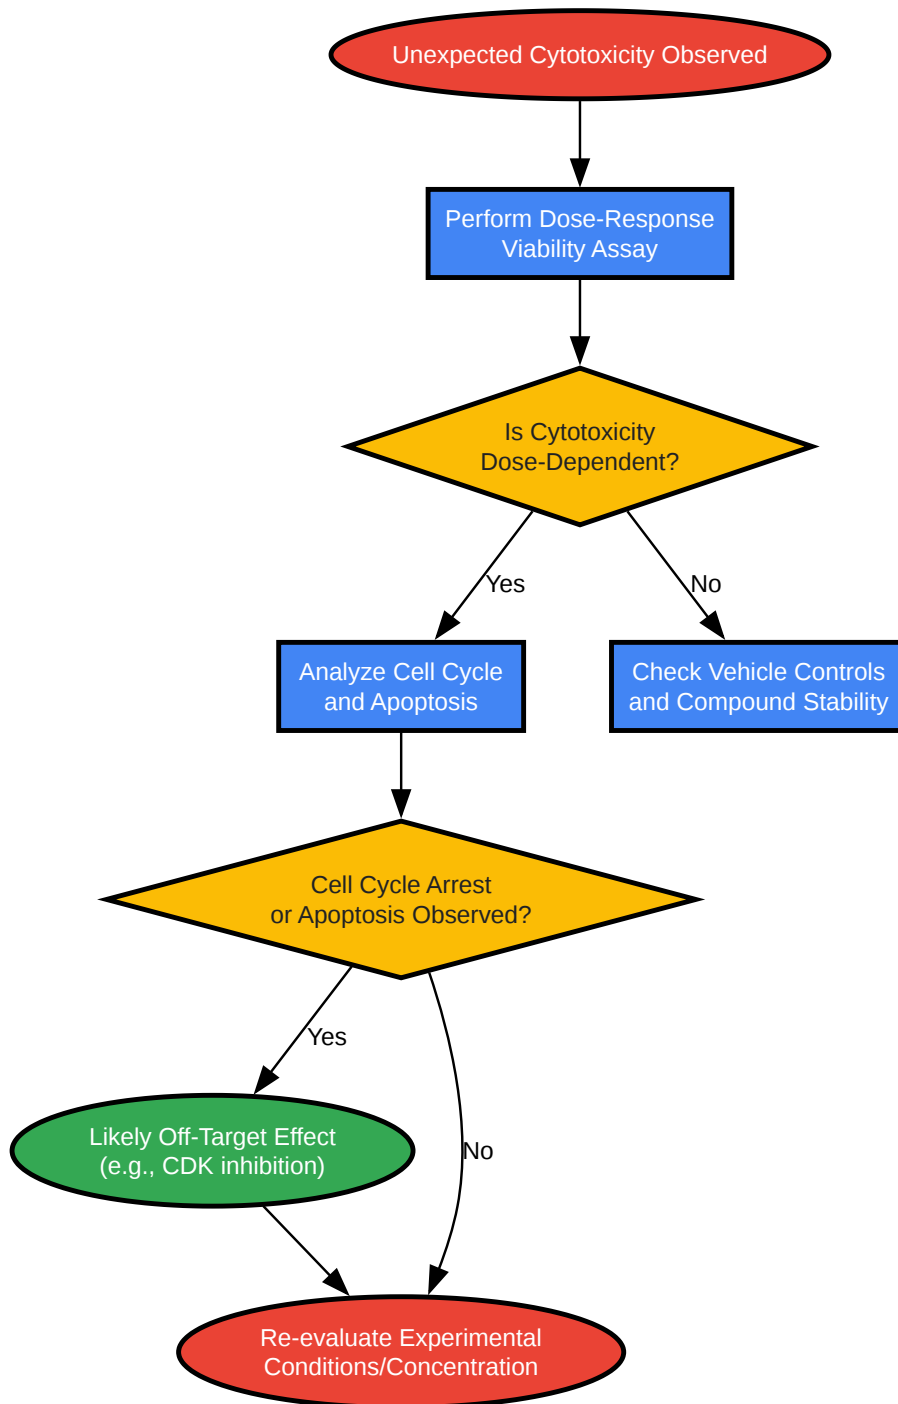 Unexpected Cytotoxicity Observed
Perform Dose-Response
Viability Assay
Is Cytotoxicity
Dose-Dependent?
Yes
No
Analyze Cell Cycle
and Apoptosis
Check Vehicle Controls
and Compound Stability
Cell Cycle Arrest
or Apoptosis Observed?
Yes
Likely Off-Target Effect
(e.g., CDK inhibition)
No
Re-evaluate Experimental
Conditions/Concentration